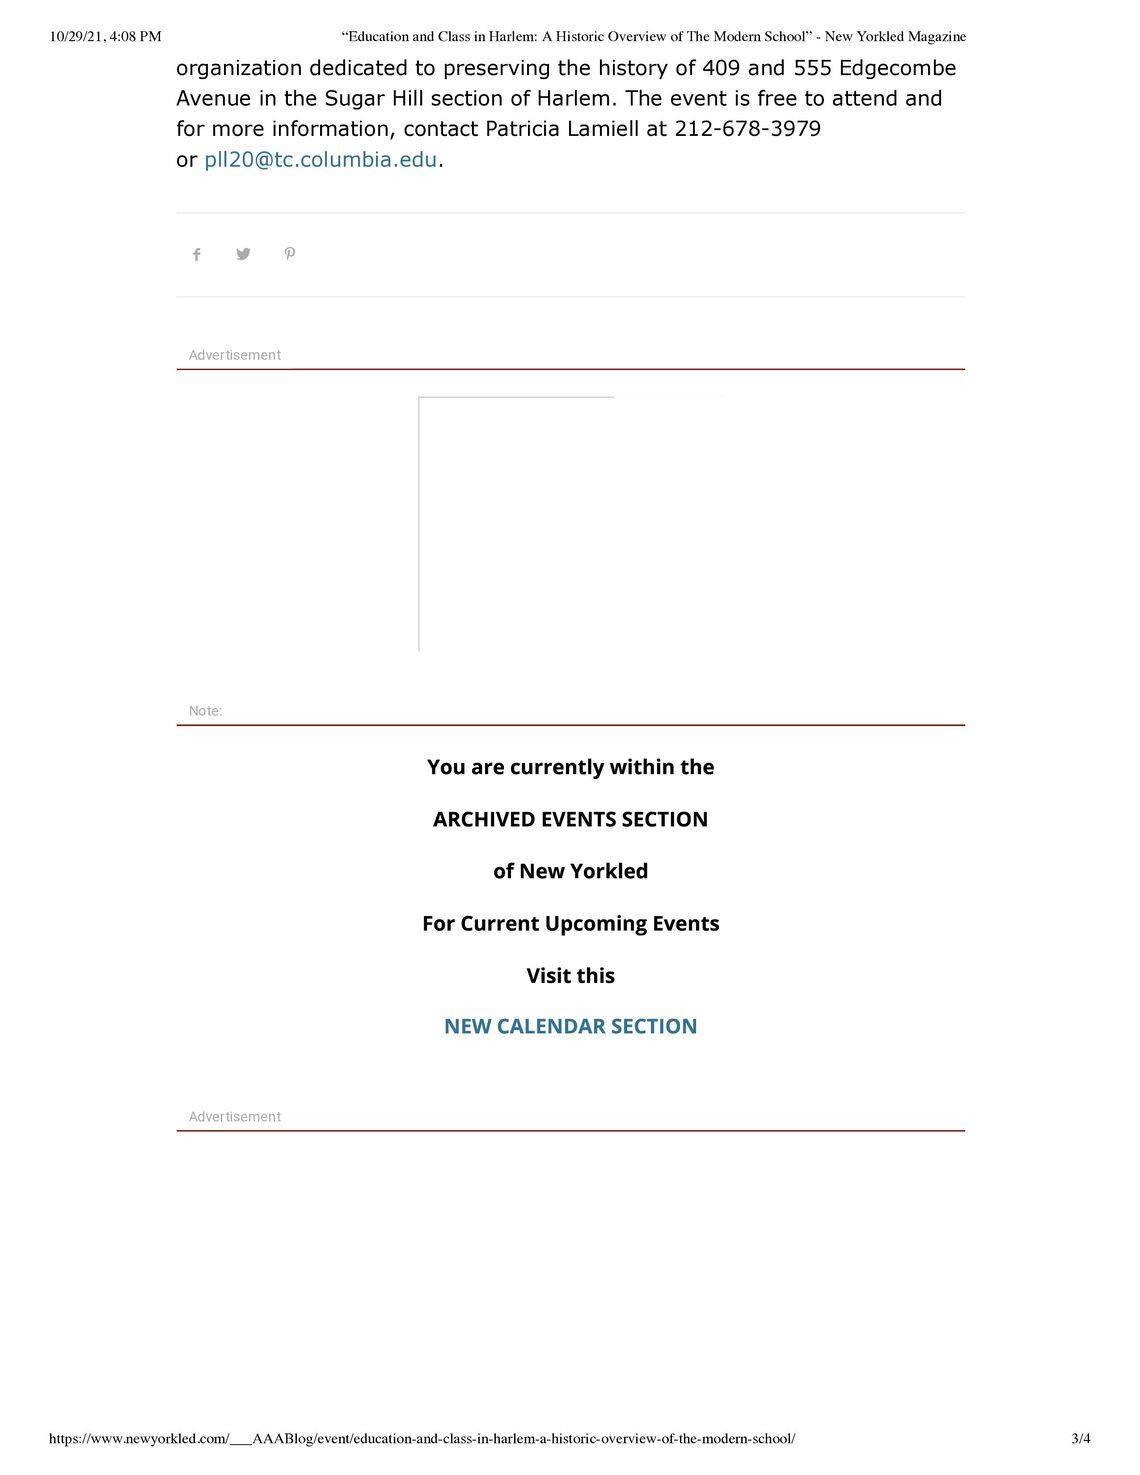 10/29/21, 4:08 PM “Education and Class in Harlem: A Historic Overview of The Modern School” - New Yorkled Magazine
organization dedicated to preserving the history of 409 and 555 Edgecombe
Avenue in the Sugar Hill section of Harlem. The event is free to attend and
for more information, contact Patricia Lamiell at 212-678-3979
or pll20@tc.columbia.edu.
Advertisement
Note:
You are currently within the
ARCHIVED EVENTS SECTION
of New Yorkled
For Current Upcoming Events
Visit this
NEW CALENDAR SECTION
Advertisement
https://www.newyorkled.com/___AAABlog/event/education-and-class-in-harlem-a-historic-overview-of-the-modern-school/ 3/4